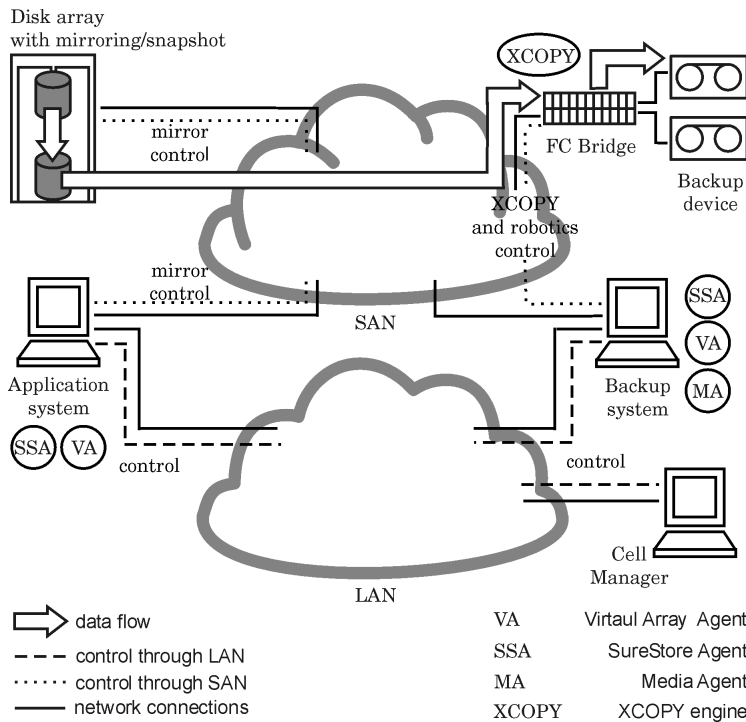 Disk array
with mirroring/snapshot
XCOPY
mirror
control
FC Bridge
Backup
device
XCOPY
and robotics
control
mirror
control
SAN
SSA
VA
MA
Application
system
Backup
system
SSA
VA
control
control
Cell
Manager
LAN
data flow
control through LAN
control through SAN
network connections
VA Virtaul Array Agent
SSA SureStore Agent
MA Media Agent
XCOPY XCOPY engine